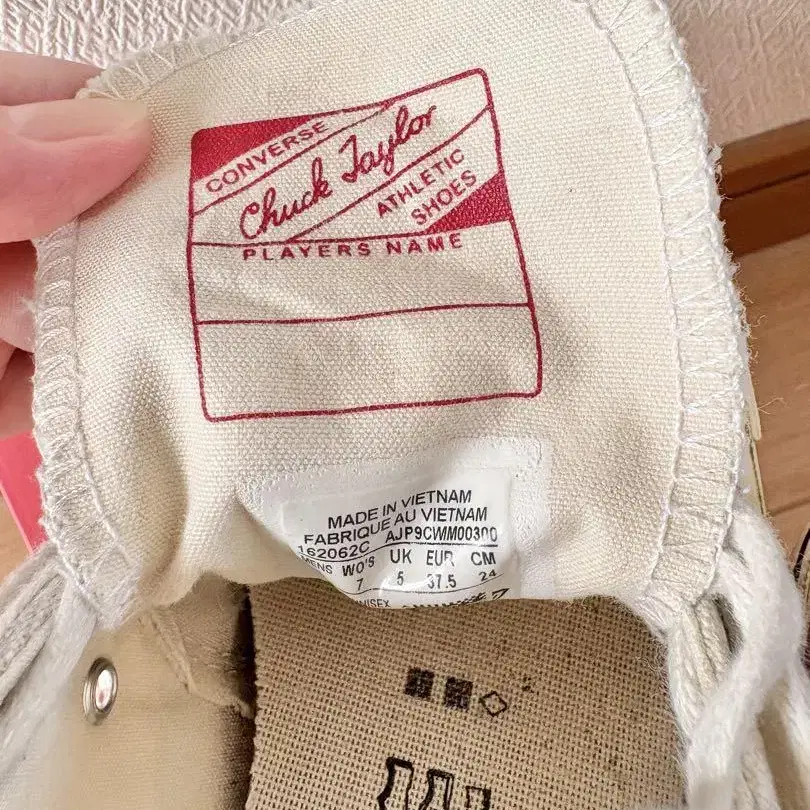 CONVERSE
Chuck Taylor
ATHLETIC
SHOES
PLAYERS NAME
MADE IN VIETNAM
FABRIQUE AU VIETNAM
162062C AJP9CWM00300
WO'S UK EUR CM
7 5 37.5 24